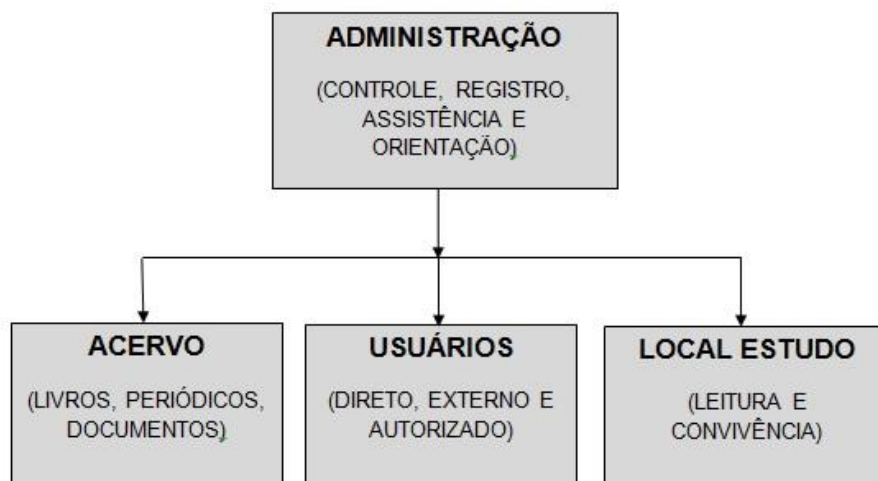 ADMINISTRAÇÃO
(CONTROLE, REGISTRO,
ASSISTÊNCIA E
ORIENTAÇÃO)
ACERVO
(LIVROS, PERIÓDICOS,
DOCUMENTOS)
USUÁRIOS
(DIRETO, EXTERNO E
AUTORIZADO)
LOCAL ESTUDO
(LEITURA E
CONVIVÊNCIA)